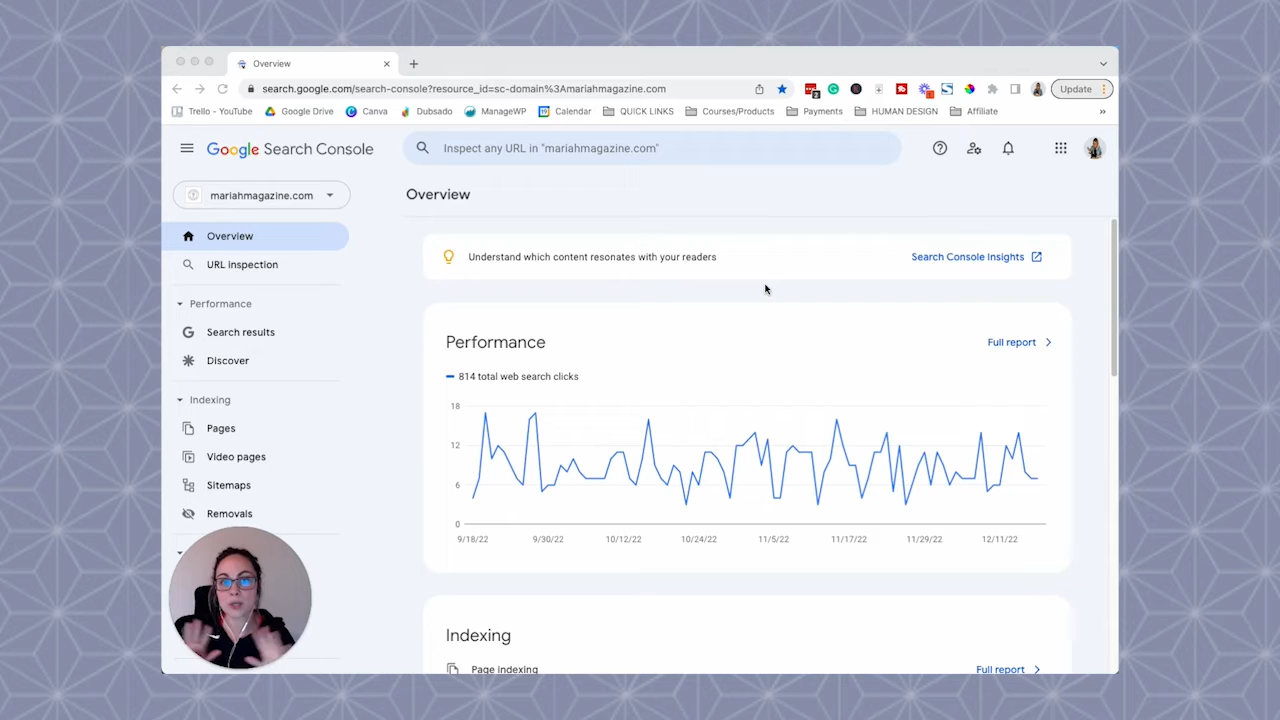 Overview
search.google.com/search-console?resource_id=sc-domain%3Amariahmagazine.com
Update
Trello - YouTube
Google Drive
Canva
Dubsado
ManageWP
Calendar
QUICK LINKS
Courses/Products
Payments
HUMAN DESIGN
Affiliate
Google Search Console
Inspect any URL in "mariahmagazine.com"
mariahmagazine.com
Overview
Overview
URL inspection
Performance
Search results
Discover
Indexing
Pages
Video pages
Sitemaps
Removals
Understand which content resonates with your readers
Search Console Insights
Performance
Full report
814 total web search clicks
18
12
6
0
9/18/22
9/30/22
10/12/22
10/24/22
11/5/22
11/17/22
11/29/22
12/11/22
Indexing
Page indexing
Full report